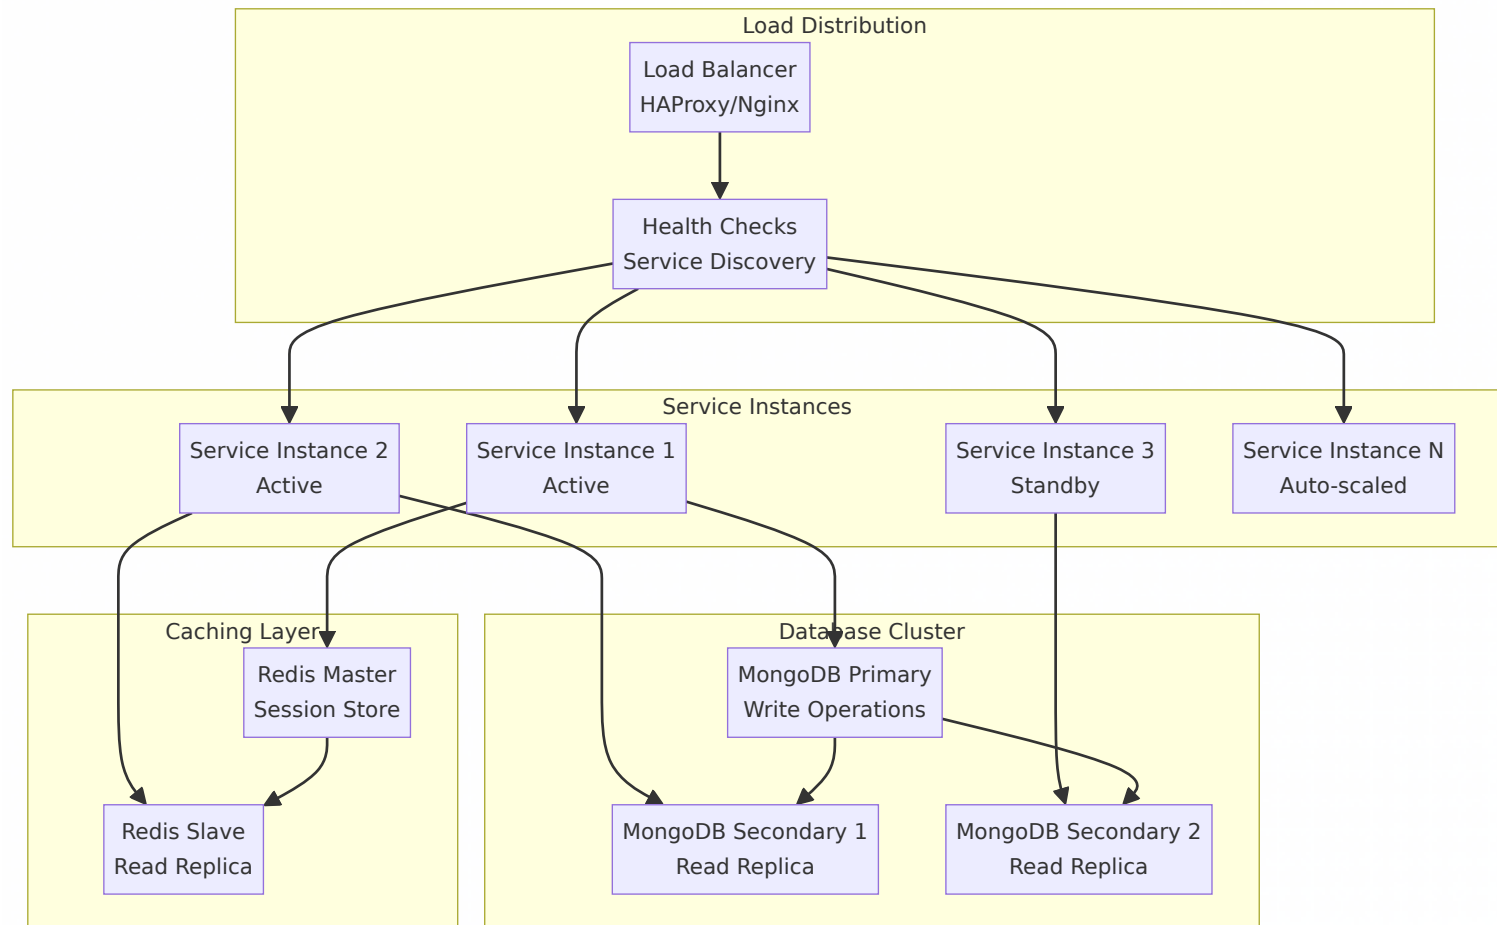 Load Distribution
Load Balancer
HAProxy/Nginx
Health Checks
Service Discovery
Service Instances
Service Instance 2
Active
Service Instance 1
Active
Service Instance 3
Standby
Service Instance N
Auto-scaled
Caching Layer
Redis Master
Session Store
Redis Slave
Read Replica
Database Cluster
MongoDB Primary
Write Operations
MongoDB Secondary 1
Read Replica
MongoDB Secondary 2
Read Replica